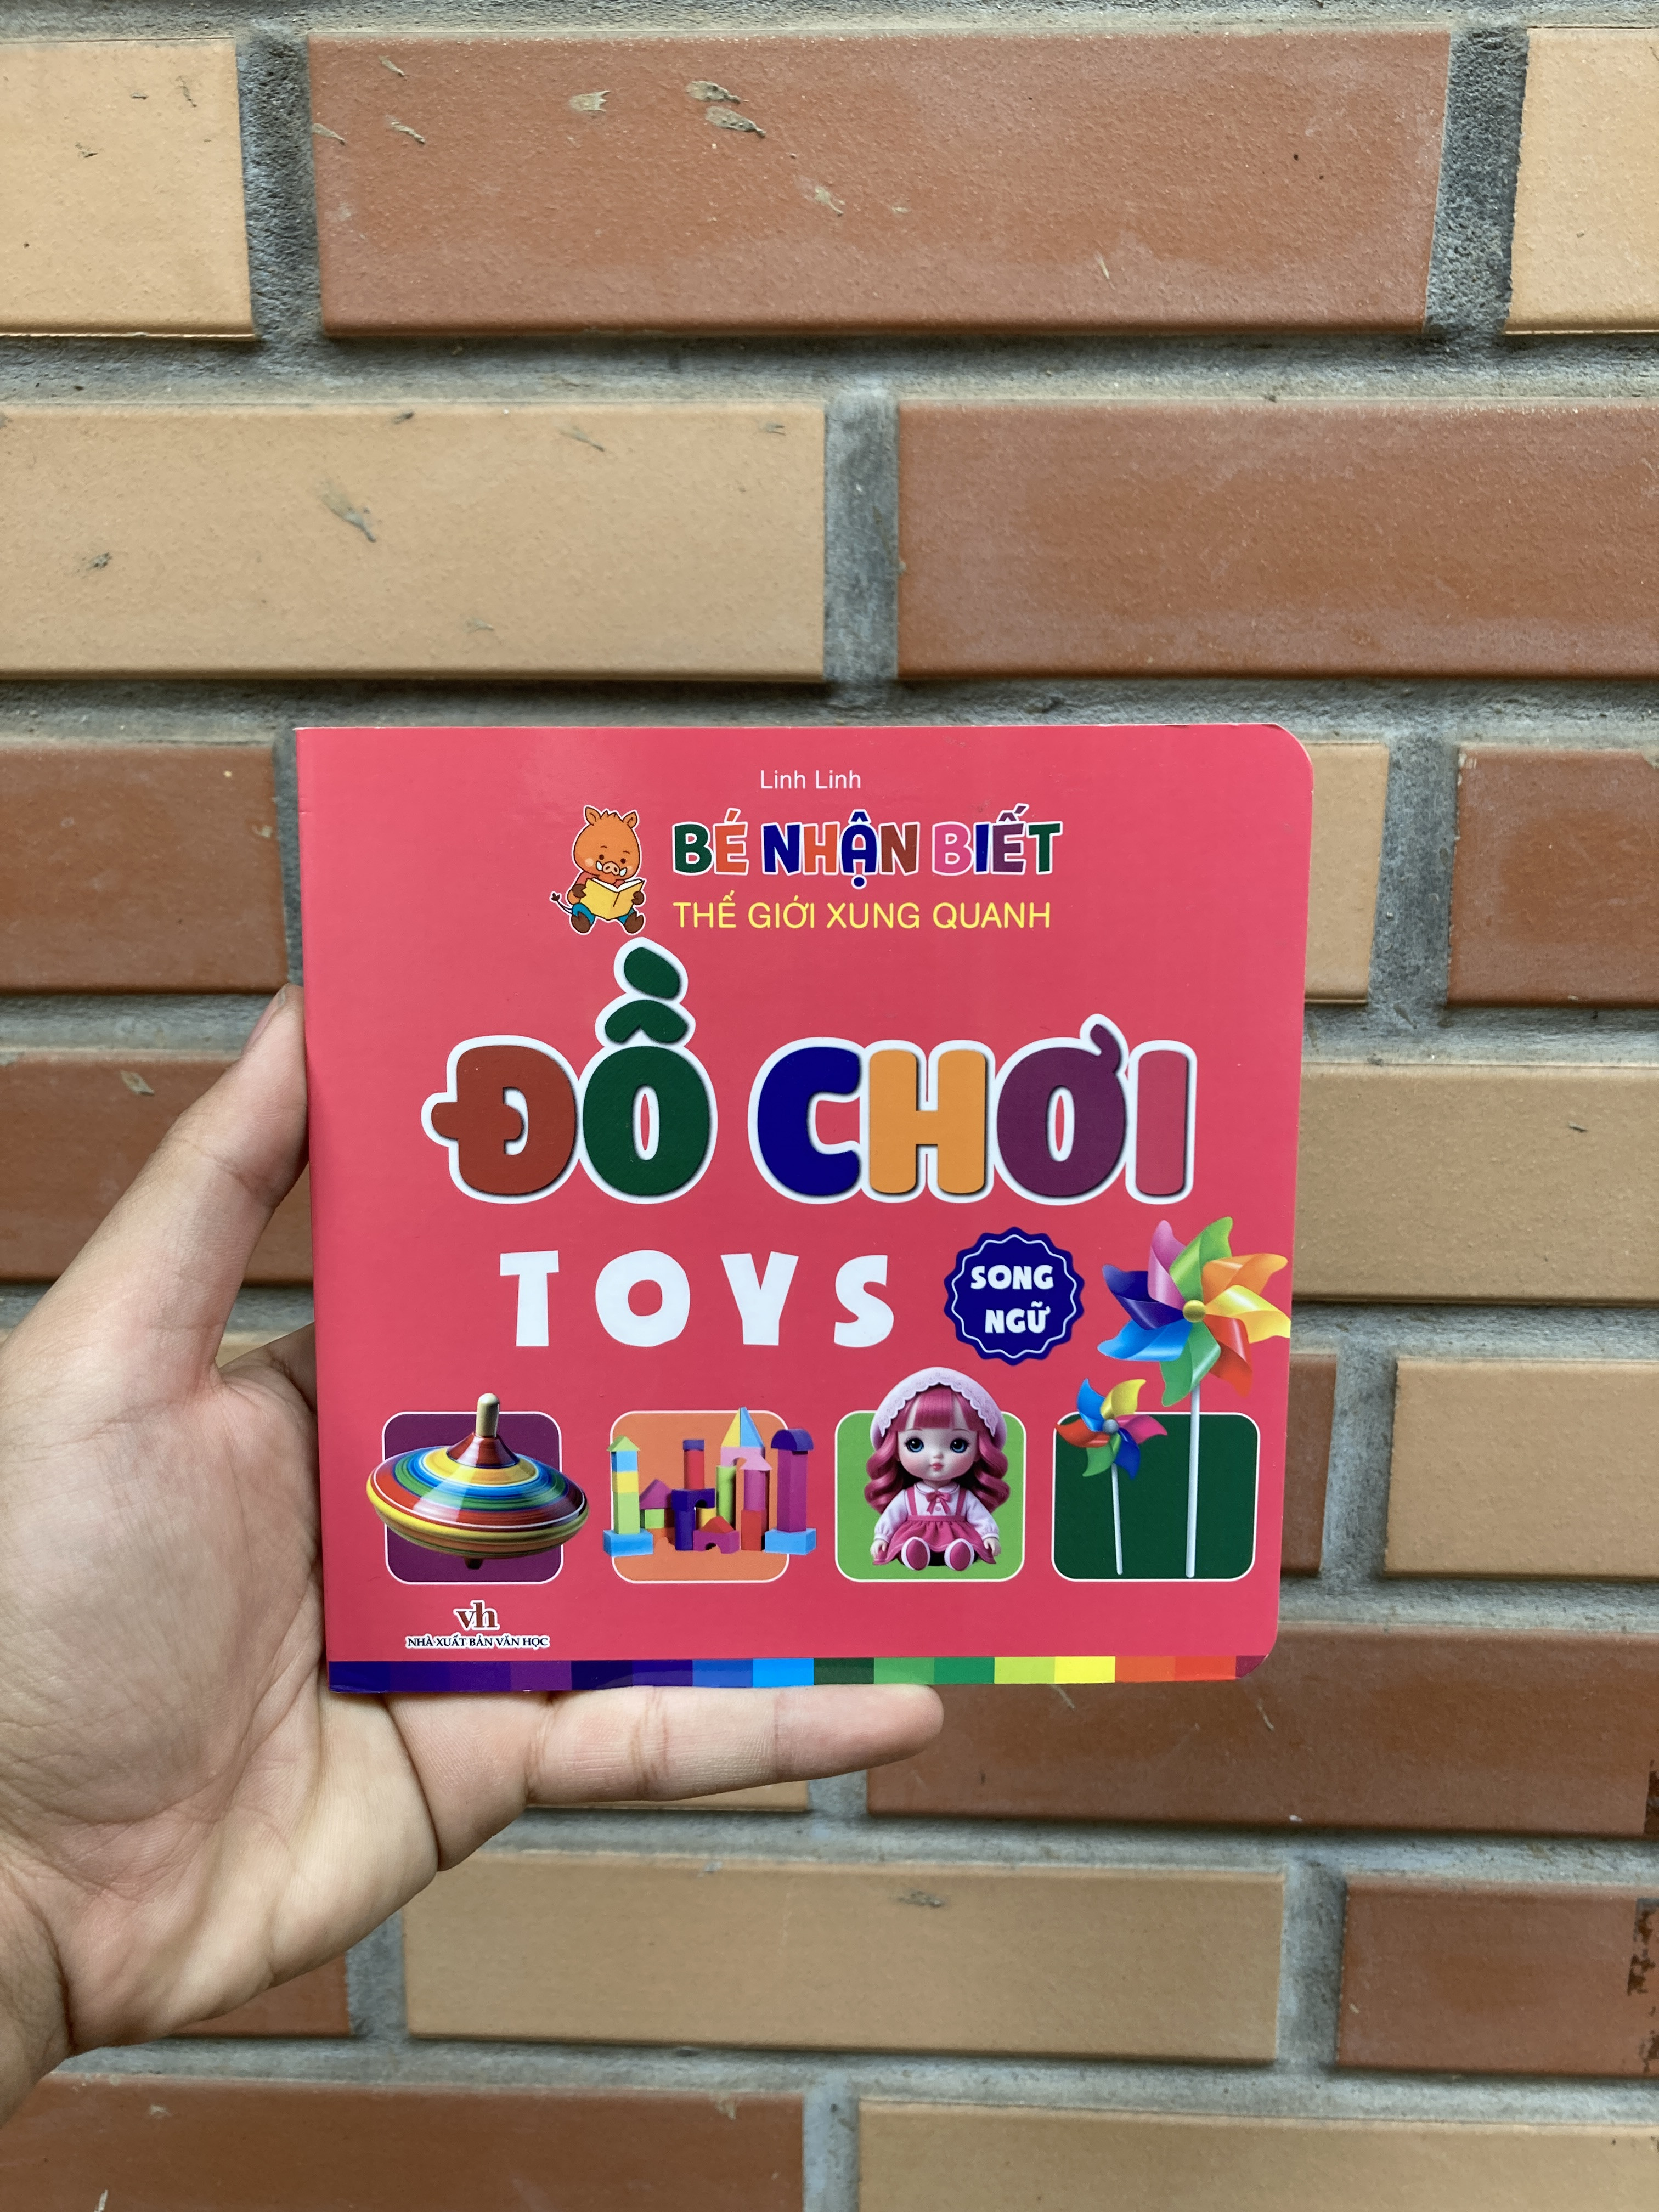 Linh Linh
BÉ NHẬN BIẾT
THẾ GIỚI XUNG QUANH
ĐỒ CHƠI
TOYS
SONG
NGỮ
vh
NHÀ XUẤT BẢN VĂN HỌC